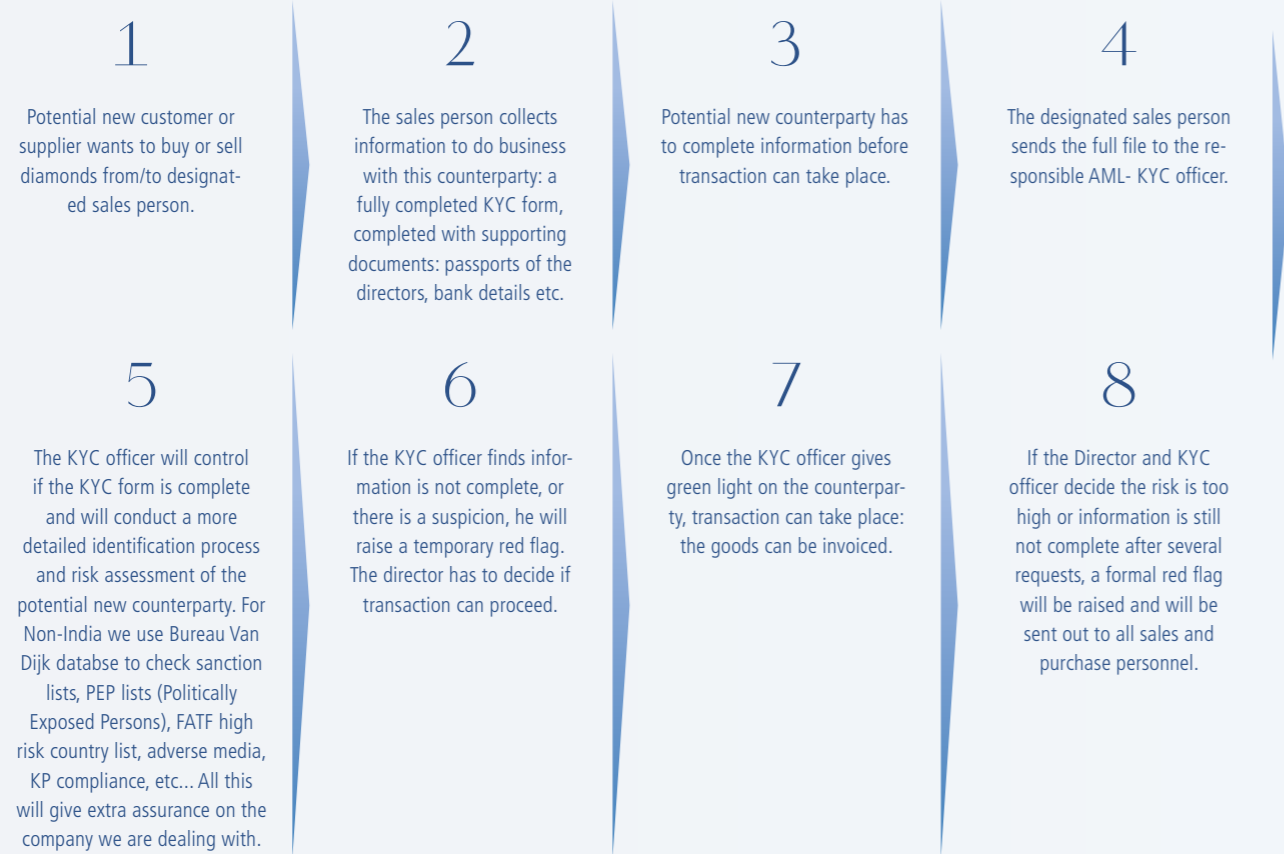 1
Potential new customer or
supplier wants to buy or sell
diamonds from/to designat-
ed sales person.
2
The sales person collects
information to do business
with this counterparty: a
fully completed KYC form,
completed with supporting
documents: passports of the
directors, bank details etc.
3
Potential new counterparty has
to complete information before
transaction can take place.
4
The designated sales person
sends the full file to the re-
sponsible AML- KYC officer.
5
The KYC officer will control
if the KYC form is complete
and will conduct a more
detailed identification process
and risk assessment of the
potential new counterparty. For
Non-India we use Bureau Van
Dijk databse to check sanction
lists, PEP lists (Politically
Exposed Persons), FATF high
risk country list, adverse media,
KP compliance, etc... All this
will give extra assurance on the
company we are dealing with.
6
If the KYC officer finds infor-
mation is not complete, or
there is a suspicion, he will
raise a temporary red flag.
The director has to decide if
transaction can proceed.
7
Once the KYC officer gives
green light on the counterpar-
ty, transaction can take place:
the goods can be invoiced.
8
If the Director and KYC
officer decide the risk is too
high or information is still
not complete after several
requests, a formal red flag
will be raised and will be
sent out to all sales and
purchase personnel.